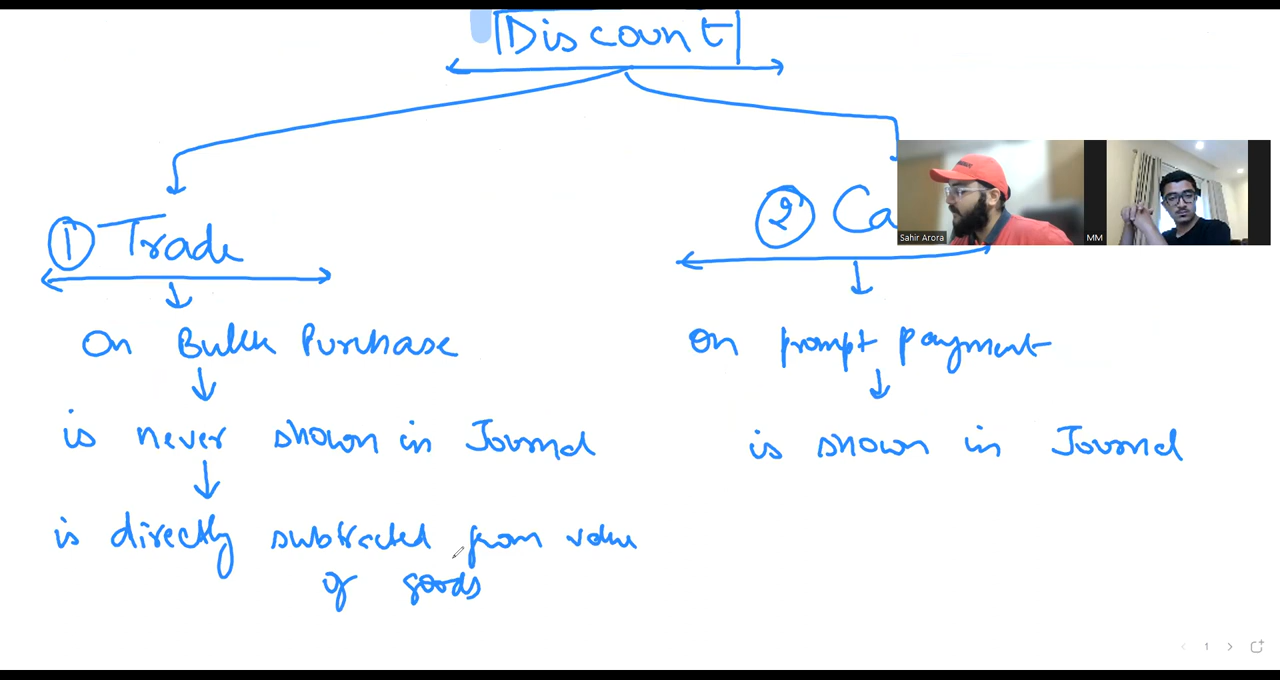 Discount
① Trade
② Ca
Sahir Arora
MM
On Bulk Purchase
on prompt payment
is never shown in Journal
is shown in Journal
is directly subtracted from value
of goods
1